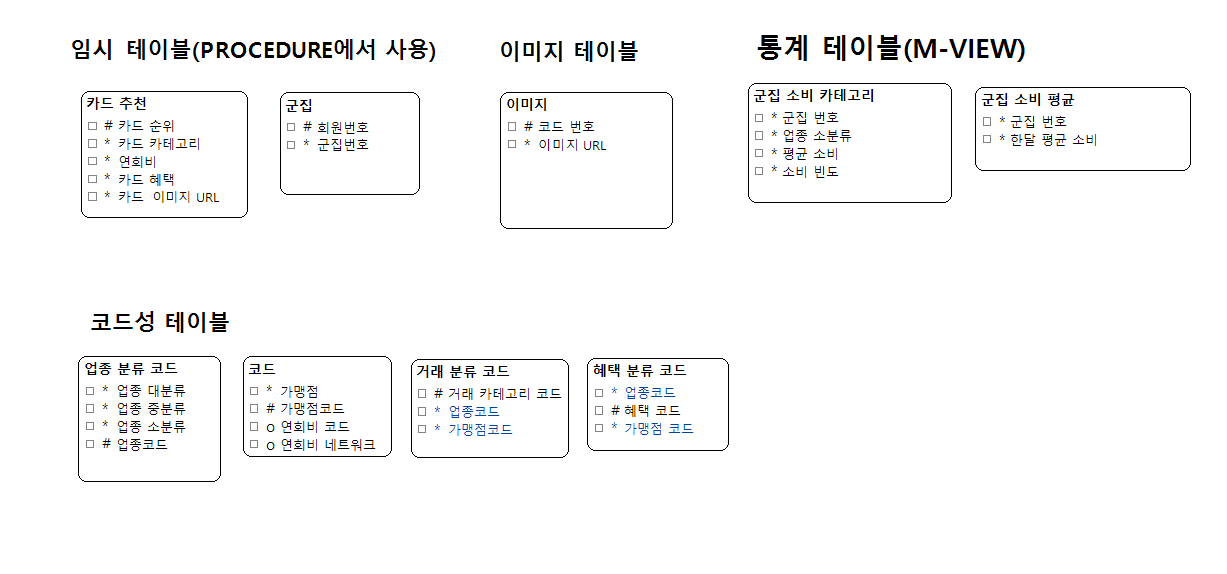 임시 테이블(PROCEDURE에서 사용)
카드 추천
# 카드 순위
* 카드 카테고리
* 연회비
* 카드 혜택
* 카드 이미지 URL
군집
# 회원번호
* 군집번호
이미지 테이블
이미지
# 코드 번호
* 이미지 URL
통계 테이블(M-VIEW)
군집 소비 카테고리
* 군집 번호
* 업종 소분류
* 평균 소비
* 소비 빈도
군집 소비 평균
* 군집 번호
* 한달 평균 소비
코드성 테이블
업종 분류 코드
* 업종 대분류
* 업종 중분류
* 업종 소분류
# 업종코드
코드
* 가맹점
# 가맹점코드
o 연회비 코드
o 연회비 네트워크
거래 분류 코드
# 거래 카테고리 코드
* 업종코드
* 가맹점코드
혜택 분류 코드
* 업종코드
# 혜택 코드
* 가맹점 코드